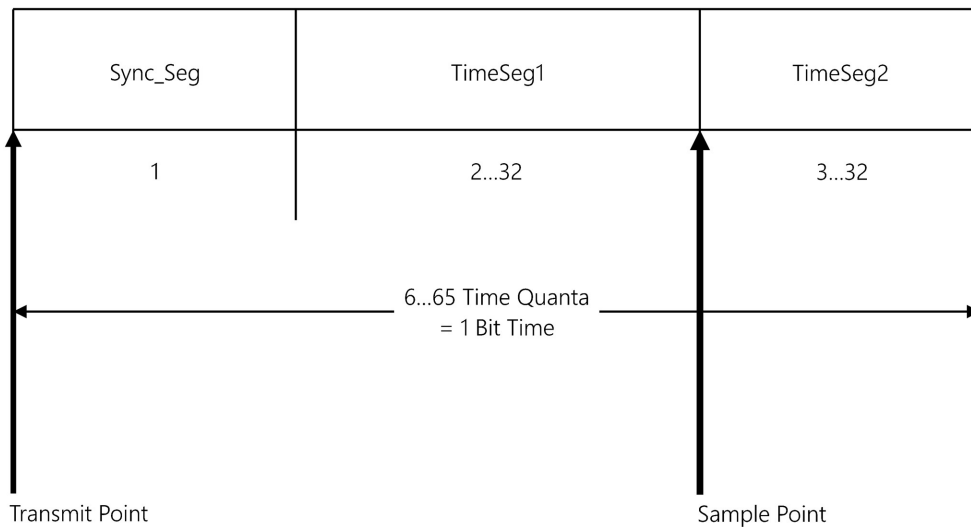 Sync_Seg
TimeSeg1
TimeSeg2
1
2...32
3...32
6...65 Time Quanta
= 1 Bit Time
Transmit Point
Sample Point